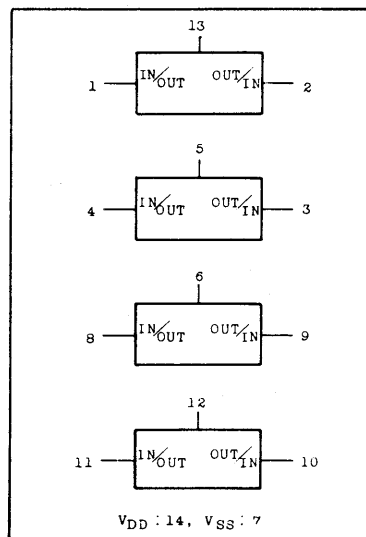 13
1 IN/OUT OUT/IN 2
5
4 IN/OUT OUT/IN 3
6
8 IN/OUT OUT/IN 9
12
11 IN/OUT OUT/IN 10
VDD : 14, VSS : 7